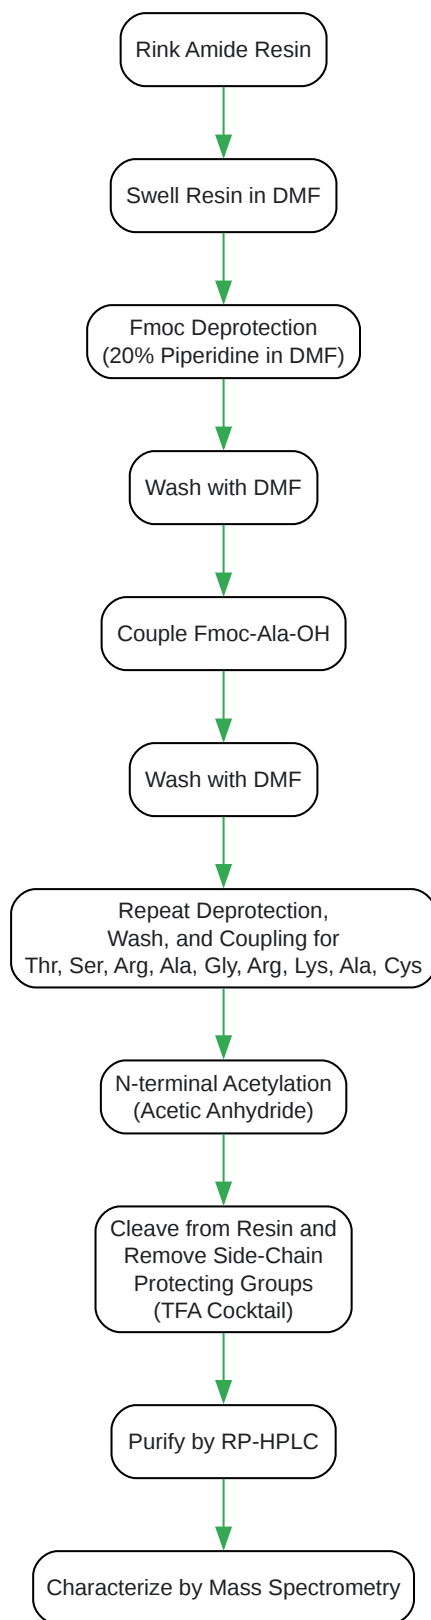 Rink Amide Resin
Swell Resin in DMF
Fmoc Deprotection
(20% Piperidine in DMF)
Wash with DMF
Couple Fmoc-Ala-OH
Wash with DMF
Repeat Deprotection,
Wash, and Coupling for
Thr, Ser, Arg, Ala, Gly, Arg, Lys, Ala, Cys
N-terminal Acetylation
(Acetic Anhydride)
Cleave from Resin and
Remove Side-Chain
Protecting Groups
(TFA Cocktail)
Purify by RP-HPLC
Characterize by Mass Spectrometry